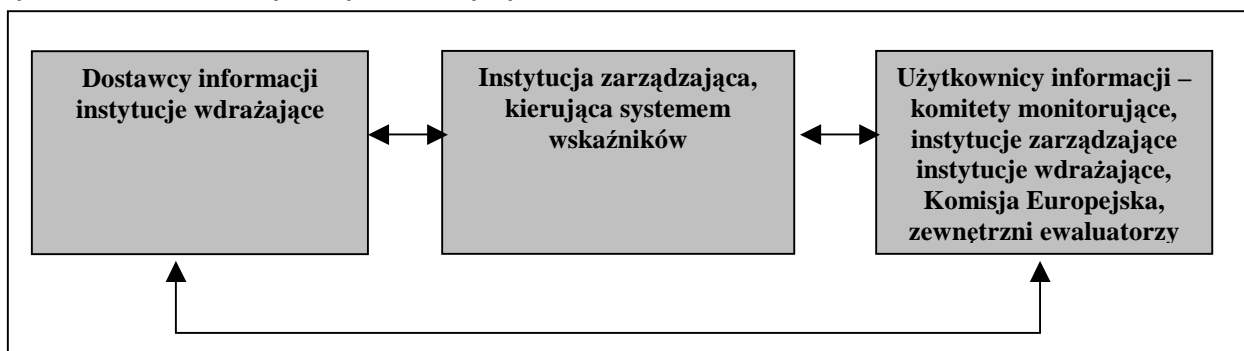 Dostawcy informacji
instytucje wdrażające
Instytucja zarządzająca,
kierująca systemem
wskaźników
Użytkownicy informacji –
komitety monitorujące,
instytucje zarządzające
instytucje wdrażające,
Komisja Europejska,
zewnętrzni ewaluatorzy